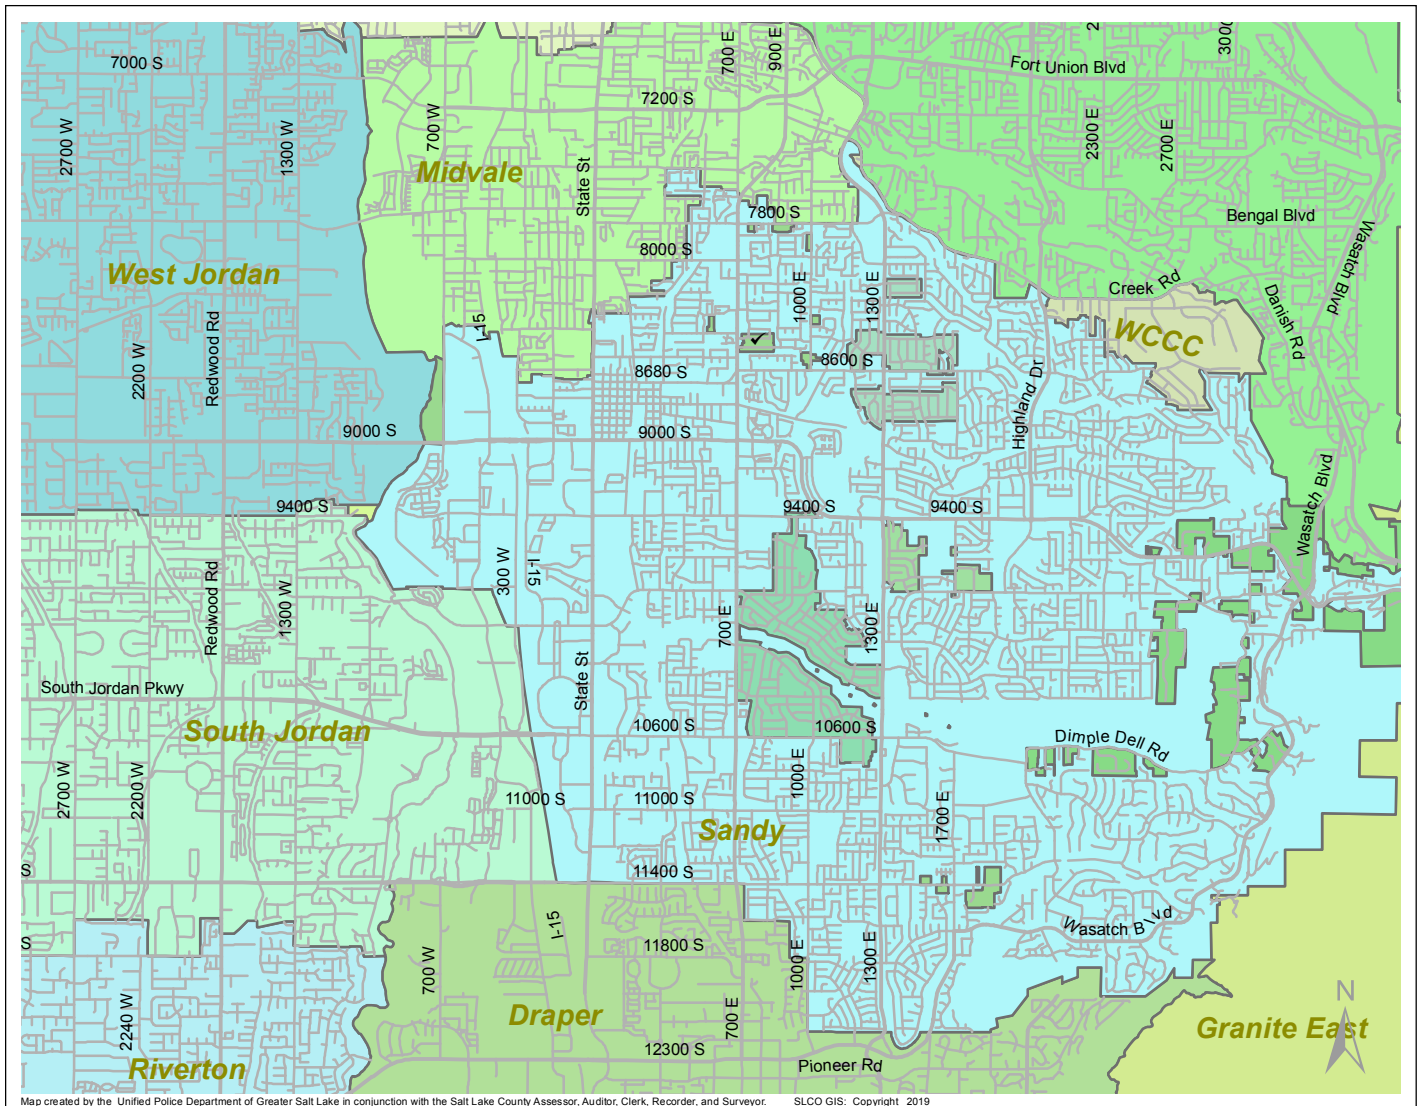 7000 S
2700 W
1300 W
700 W
Midvale
7200 S
700 E
900 E
Fort Union Blvd
2
3000
2300 E
2700 E
State St
7800 S
8000 S
Bengal Blvd
Wasatch Blvd
West Jordan
Creek Rd
Danish Rd
WCCC
1000 E
1300 E
I-15
2200 W
Redwood Rd
8680 S
8600 S
Highland Dr
9000 S
9000 S
9400 S
9400 S
9400 S
Wasatch Blvd
300 W
I-15
Redwood Rd
1300 W
700 E
1300 E
State St
South Jordan Pkwy
South Jordan
10600 S
10600 S
Dimple Dell Rd
2700 W
2200 W
1000 E
11000 S
11000 S
1700 E
Sandy
S
11400 S
Wasatch Blvd
S
700 W
I-15
11800 S
1000 E
1300 E
N
Draper
700 E
Granite East
2240 W
12300 S
Pioneer Rd
Riverton
Map created by the Unified Police Department of Greater Salt Lake in conjunction with the Salt Lake County Assessor, Auditor, Clerk, Recorder, and Surveyor. SLCO GIS: Copyright 2019